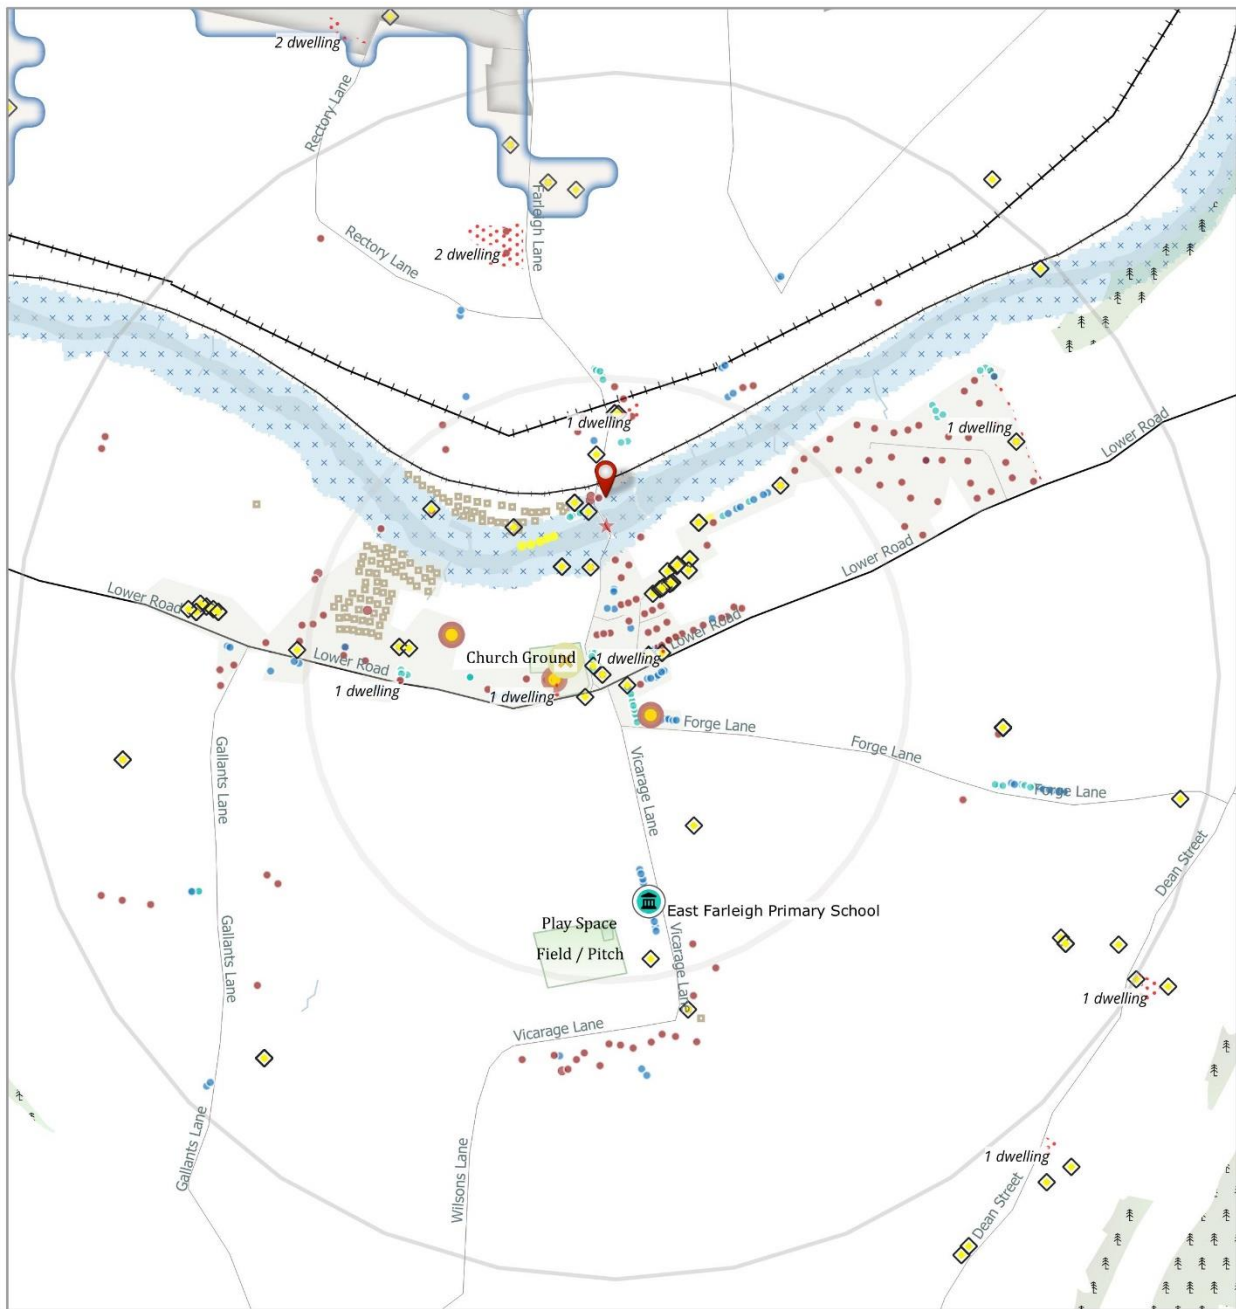 2 dwelling
Rectory Lane
Farleigh Lane
Rectory Lane
2 dwelling
1 dwelling
1 dwelling
Lower Road
Lower Road
Lower Road
Lower Road
Lower Road
Church Ground
1 dwelling
1 dwelling
1 dwelling
Forge Lane
Forge Lane
Forge Lane
Gallants Lane
Vicarage Lane
Dean Street
East Farleigh Primary School
Play Space
Field / Pitch
Vicarage Lane
Gallants Lane
1 dwelling
Vicarage Lane
Gallants Lane
Wilsons Lane
1 dwelling
Dean Street